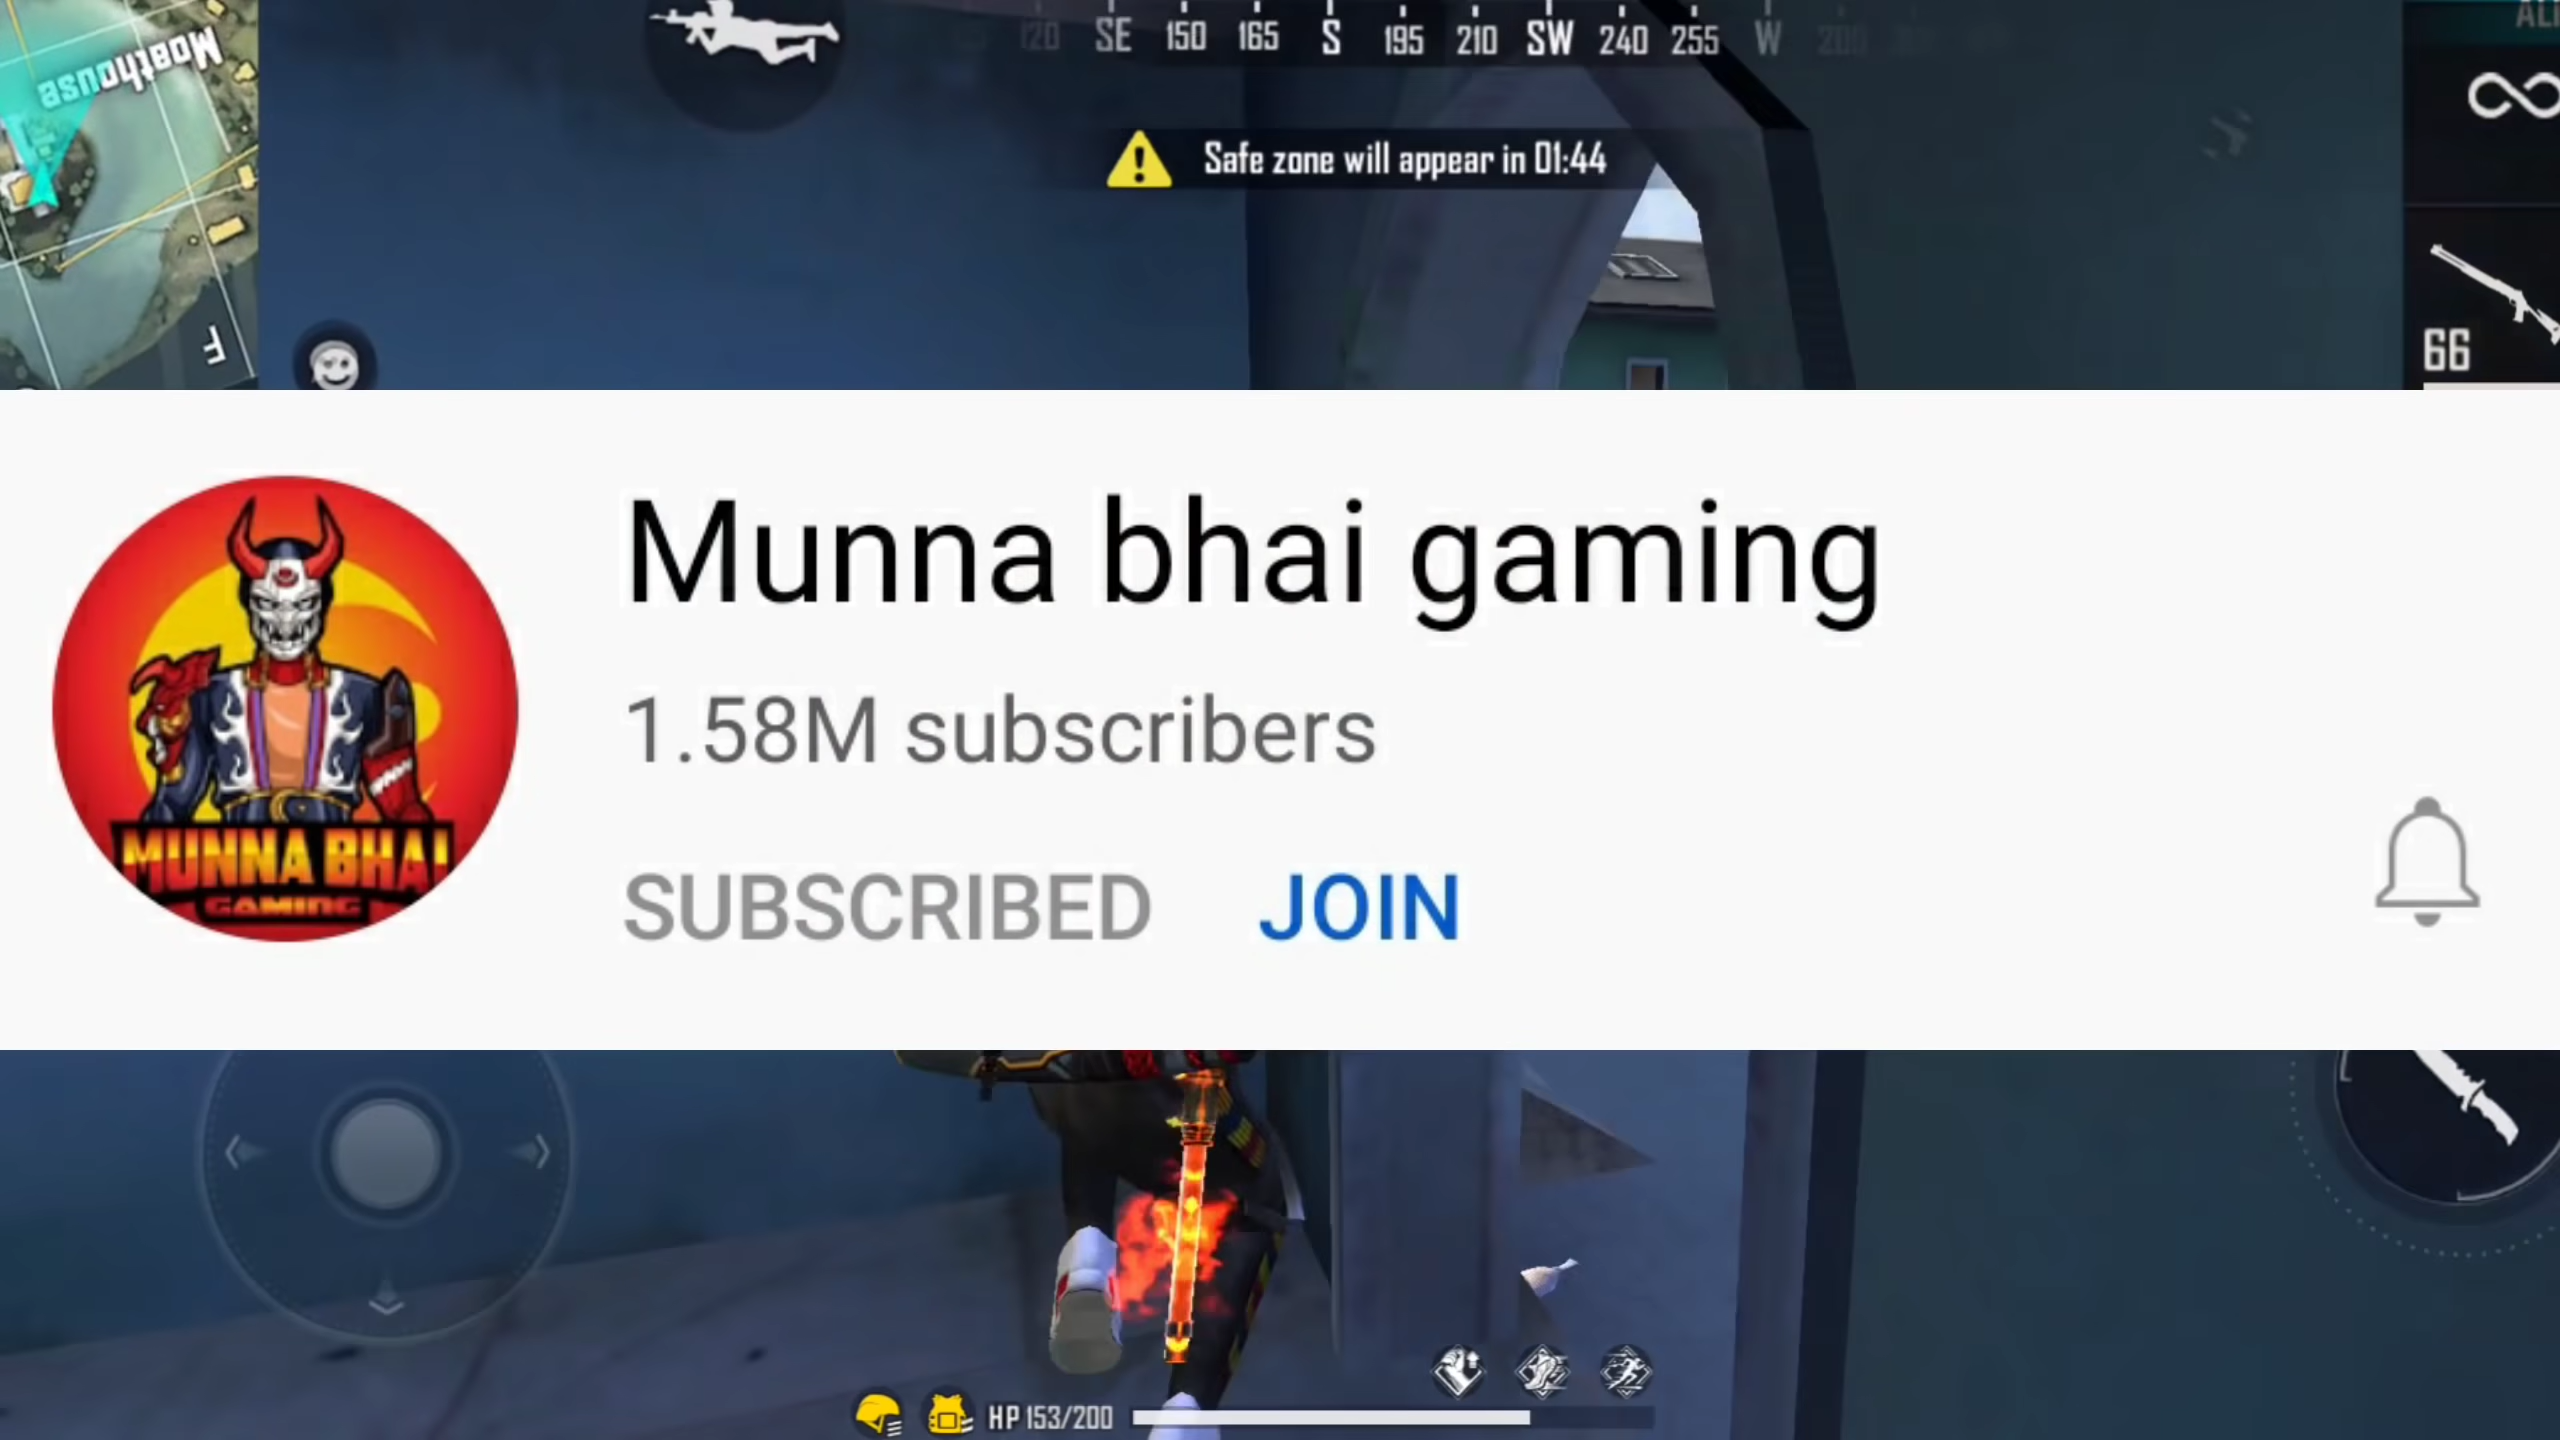 Moathouse
120 SE 150 165 S 195 210 SW 240 255 W
Safe zone will appear in 01:44
F
66
Munna bhai gaming
1.58M subscribers
SUBSCRIBED JOIN
MUNNA BHAI
GAMING
HP 153/200